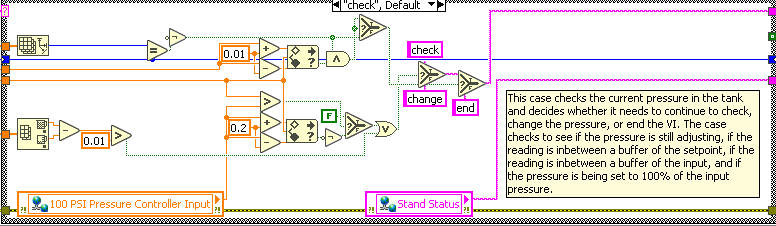 "check", Default
0.01
check
change
end
F
0.2
0.01
This case checks the current pressure in the tank
and decides whether it needs to continue to check,
change the pressure, or end the VI. The case
checks to see if the pressure is still adjusting, if the
reading is inbetween a buffer of the setpoint, if the
reading is inbetween a buffer of the input, and if
the pressure is being set to 100% of the input
pressure.
100 PSI Pressure Controller Input
Stand Status